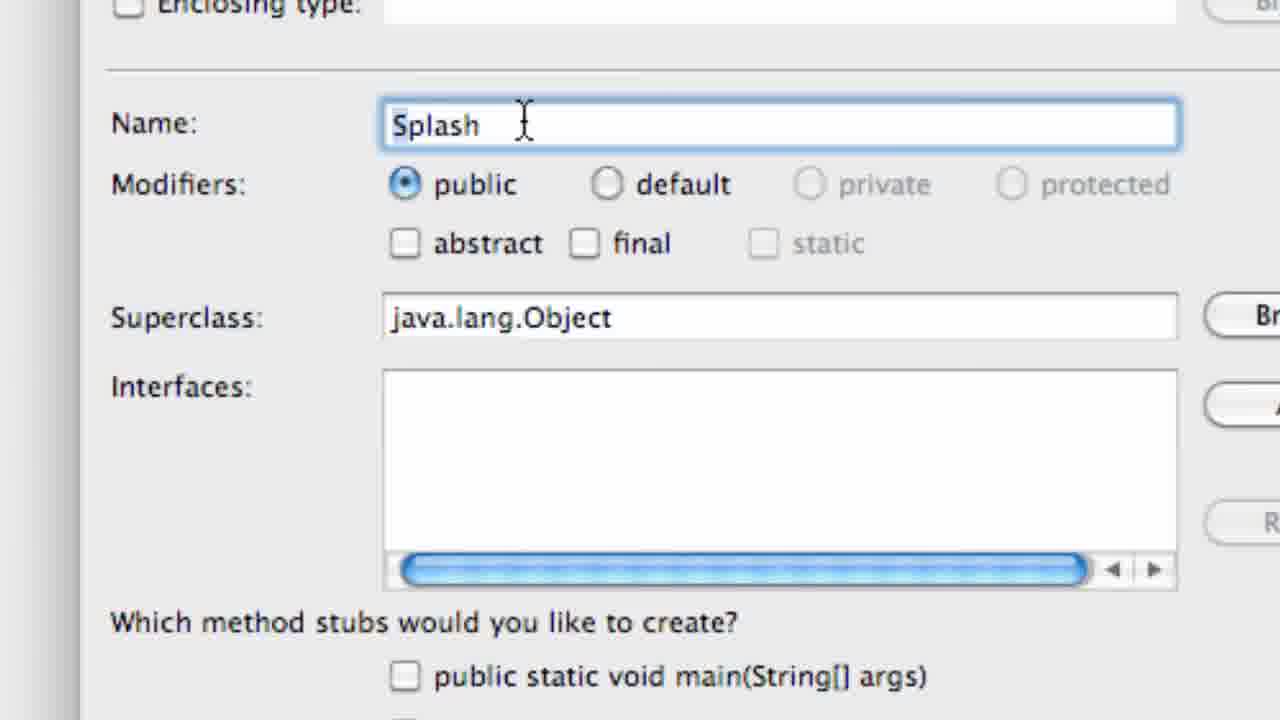 Enclosing type:
Name: Splash
Modifiers: public default private protected
abstract final static
Superclass: java.lang.Object
Interfaces:
Which method stubs would you like to create?
public static void main(String[] args)